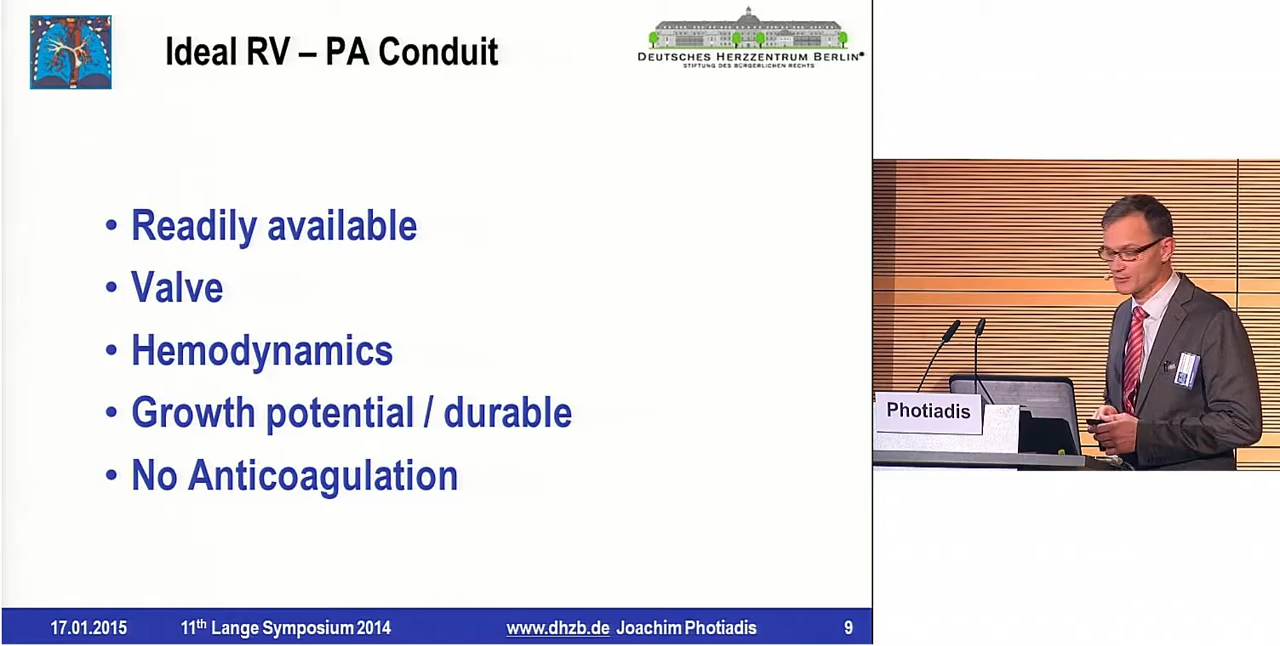 Ideal RV – PA Conduit
DEUTSCHES HERZZENTRUM BERLIN
STIFTUNG DES BÜRGERLICHEN RECHTS
• Readily available
• Valve
• Hemodynamics
• Growth potential / durable
• No Anticoagulation
Photiadis
17.01.2015 11th Lange Symposium 2014 www.dhzb.de Joachim Photiadis 9